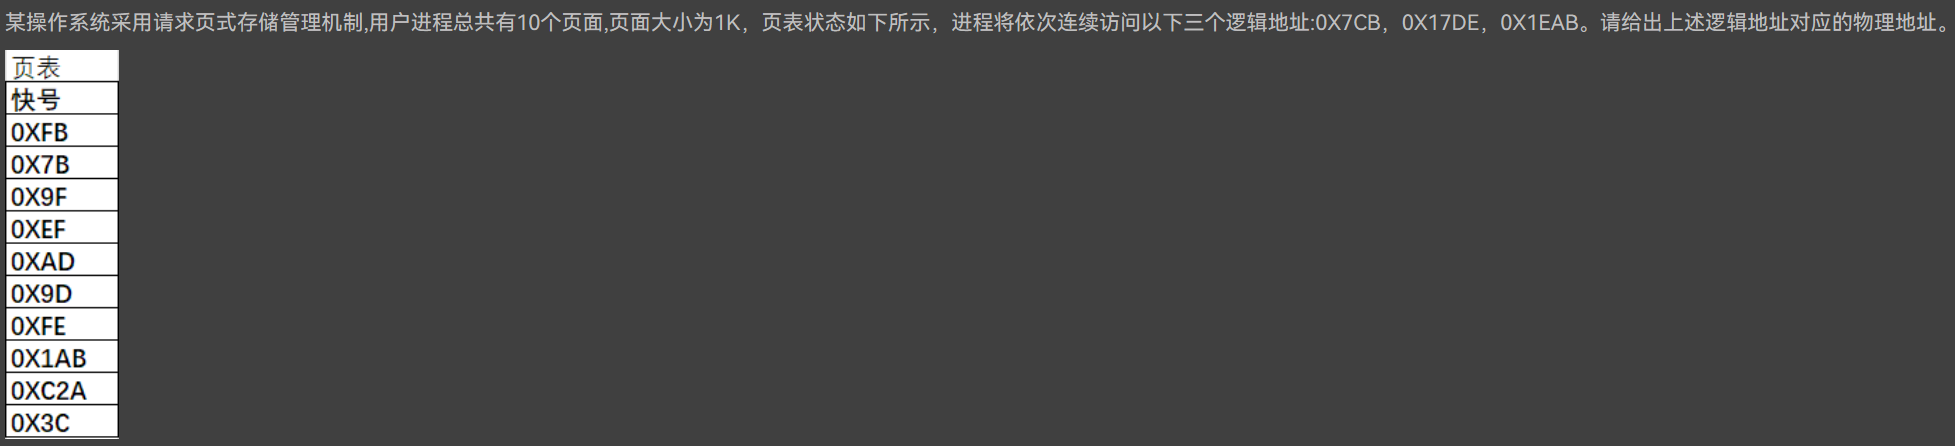 某操作系统采用请求页式存储管理机制,用户进程总共有10个页面,页面大小为1K，页表状态如下所示，进程将依次连续访问以下三个逻辑地址:0X7CB，0X17DE，0X1EAB。请给出上述逻辑地址对应的物理地址。
页表
快号
0XFB
0X7B
0X9F
0XEF
0XAD
0X9D
0XFE
0X1AB
0XC2A
0X3C